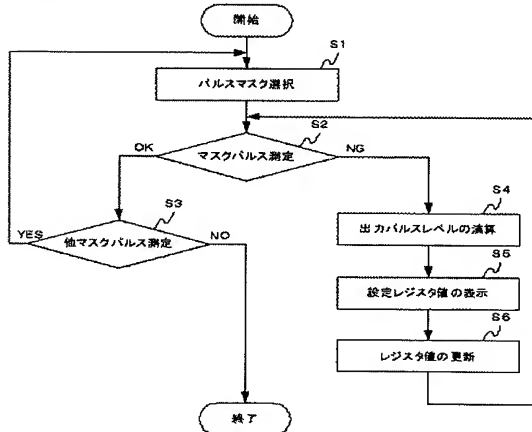 開始
S1
パルスマスク選択
S2
マスクパルス測定
OK
NG
S3
他マスクパルス測定
YES
NO
S4
出力パルスレベルの演算
S5
設定レジスタ値の表示
S6
レジスタ値の更新
終了